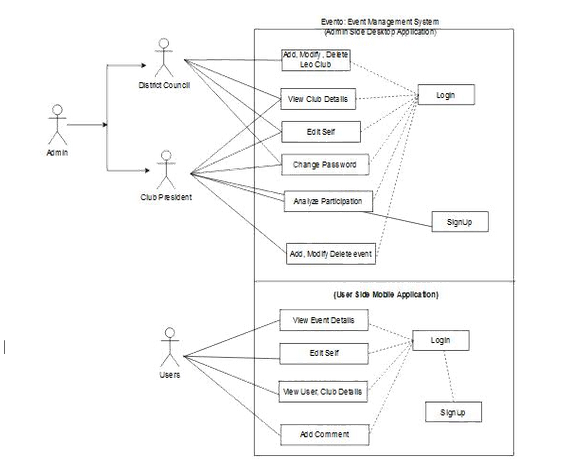 Evento: Event Management System
(Admin Side Desktop Application)
Add, Modify, Delete
Leo Club
District Council
View Club Details
Login
Edit Self
Admin
Change Password
Club President
Analyze Participation
SignUp
Add, Modify Delete event
(User Side Mobile Application)
View Event Details
Login
Edit Self
Users
View User, Club Details
Signup
Add Comment